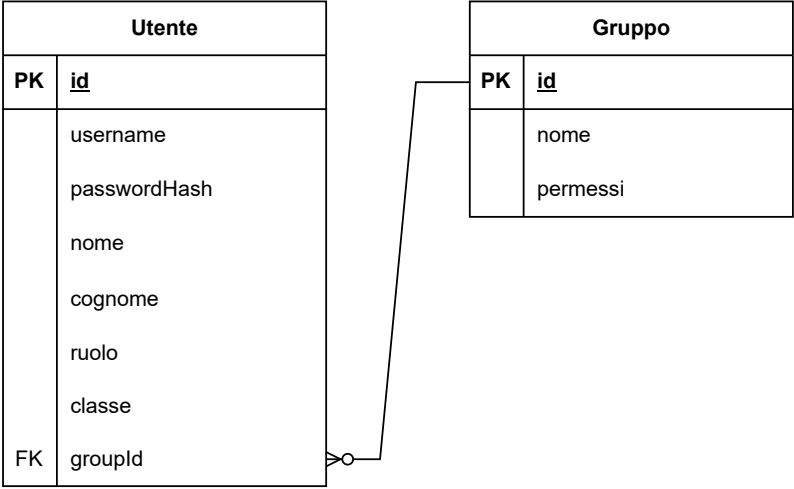 Utente
PK id
username
passwordHash
nome
cognome
ruolo
classe
FK groupId
Gruppo
PK id
nome
permessi